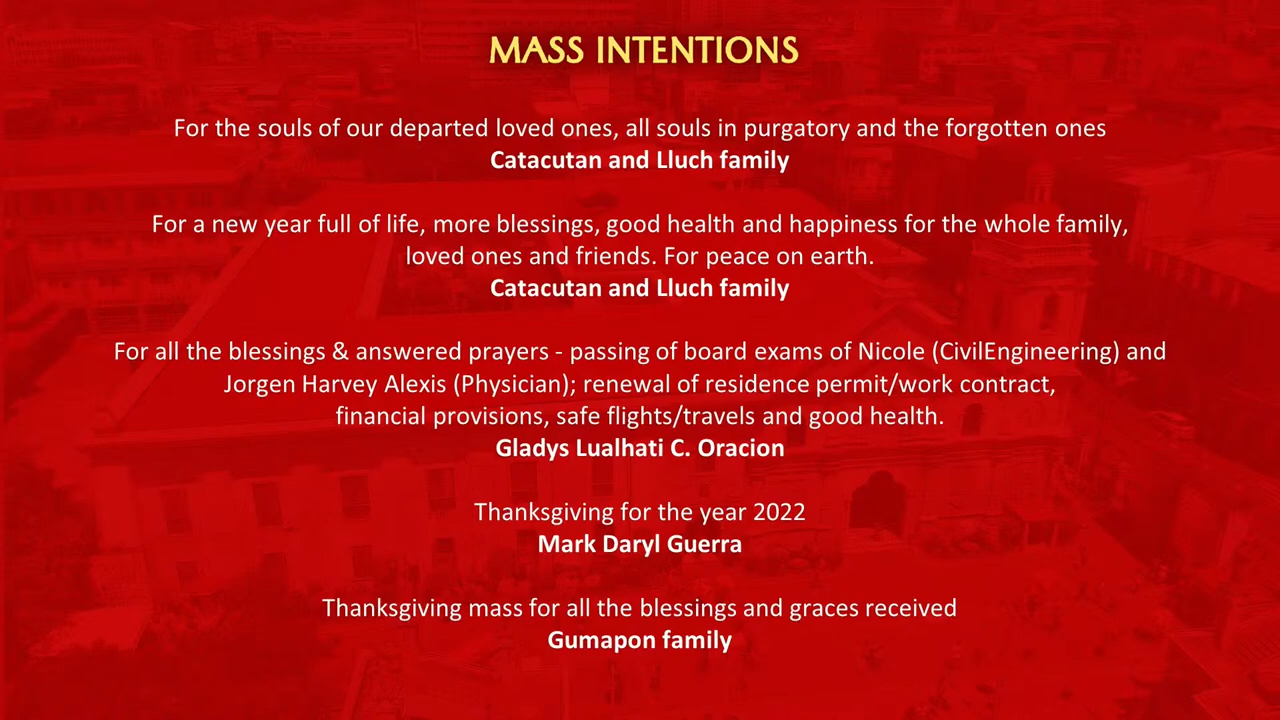 MASS INTENTIONS
For the souls of our departed loved ones, all souls in purgatory and the forgotten ones
Catacutan and Lluch family
For a new year full of life, more blessings, good health and happiness for the whole family,
loved ones and friends. For peace on earth.
Catacutan and Lluch family
For all the blessings & answered prayers - passing of board exams of Nicole (CivilEngineering) and
Jorgen Harvey Alexis (Physician); renewal of residence permit/work contract,
financial provisions, safe flights/travels and good health.
Gladys Lualhati C. Oracion
Thanksgiving for the year 2022
Mark Daryl Guerra
Thanksgiving mass for all the blessings and graces received
Gumapon family